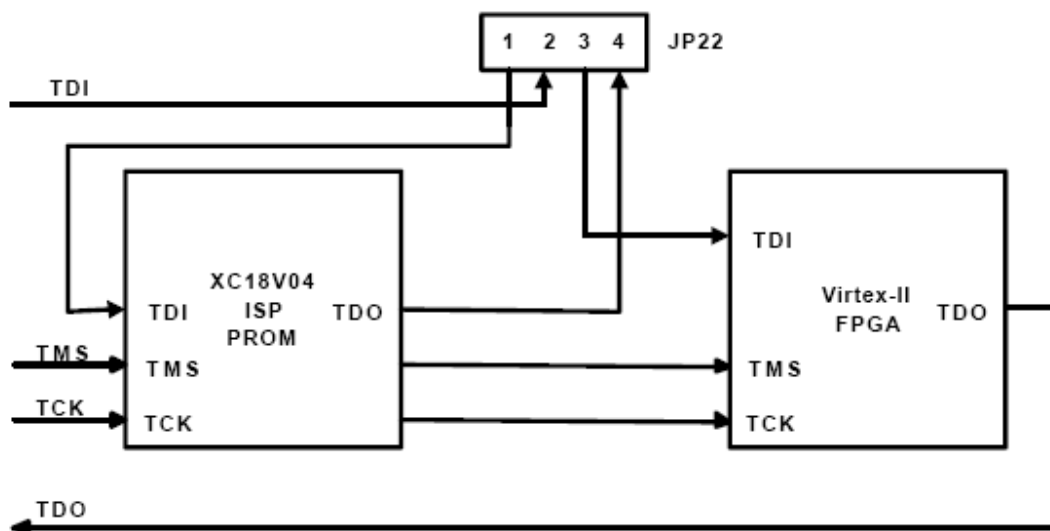 1 2 3 4 JP22
TDI
TDI
XC18V04
ISP
PROM
TDI
TDO
Virtex-II
FPGA
TDO
TMS
TMS
TMS
TCK
TCK
TCK
TDO